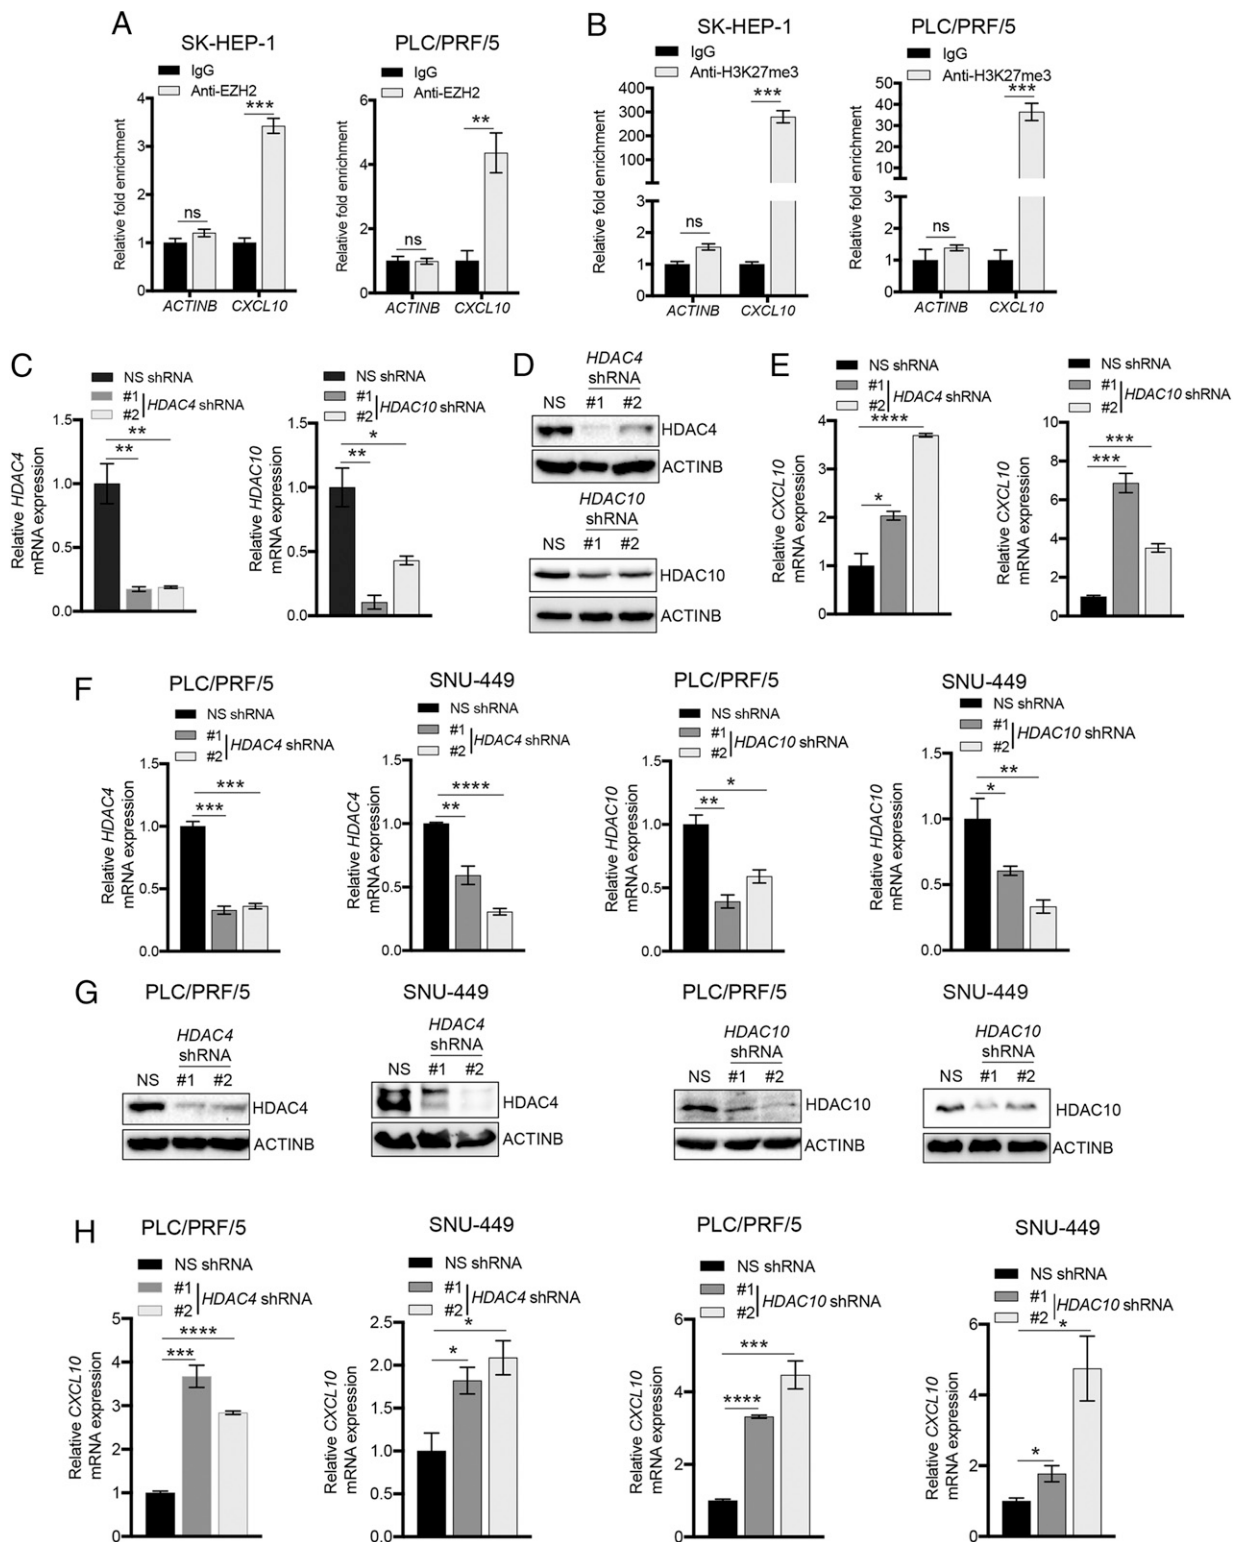 A
SK-HEP-1
IgG
Anti-EZH2
Relative fold enrichment
4
3
2
1
0
ns
***
ACTINB CXCL10
PLC/PRF/5
IgG
Anti-EZH2
Relative fold enrichment
6
4
2
0
ns
**
ACTINB CXCL10
B
SK-HEP-1
IgG
Anti-H3K27me3
Relative fold enrichment
400
300
200
100
2
1
0
ns
***
ACTINB CXCL10
PLC/PRF/5
IgG
Anti-H3K27me3
Relative fold enrichment
50
40
30
20
10
2
1
0
ns
***
ACTINB CXCL10
C
NS shRNA
#1
#2
HDAC4 shRNA
Relative HDAC4
mRNA expression
1.5
1.0
0.5
0.0
**
**
NS shRNA
#1
#2
HDAC10 shRNA
Relative HDAC10
mRNA expression
1.5
1.0
0.5
0.0
*
**
D
HDAC4
shRNA
NS #1 #2
HDAC4
ACTINB
HDAC10
shRNA
NS #1 #2
HDAC10
ACTINB
E
NS shRNA
#1
#2
HDAC4 shRNA
Relative CXCL10
mRNA expression
4
3
2
1
0
****
*
NS shRNA
#1
#2
HDAC10 shRNA
Relative CXCL10
mRNA expression
10
8
6
4
2
0
***
***
F
PLC/PRF/5
NS shRNA
#1
#2
HDAC4 shRNA
Relative HDAC4
mRNA expression
1.5
1.0
0.5
0.0
***
***
SNU-449
NS shRNA
#1
#2
HDAC4 shRNA
Relative HDAC4
mRNA expression
1.5
1.0
0.5
0.0
****
**
PLC/PRF/5
NS shRNA
#1
#2
HDAC10 shRNA
Relative HDAC10
mRNA expression
1.5
1.0
0.5
0.0
*
**
SNU-449
NS shRNA
#1
#2
HDAC10 shRNA
Relative HDAC10
mRNA expression
1.5
1.0
0.5
0.0
**
*
G
PLC/PRF/5
HDAC4
shRNA
NS #1 #2
HDAC4
ACTINB
SNU-449
HDAC4
shRNA
NS #1 #2
HDAC4
ACTINB
PLC/PRF/5
HDAC10
shRNA
NS #1 #2
HDAC10
ACTINB
SNU-449
HDAC10
shRNA
NS #1 #2
HDAC10
ACTINB
H
PLC/PRF/5
NS shRNA
#1
#2
HDAC4 shRNA
Relative CXCL10
mRNA expression
5
4
3
2
1
0
****
***
SNU-449
NS shRNA
#1
#2
HDAC4 shRNA
Relative CXCL10
mRNA expression
2.5
2.0
1.5
1.0
0.5
0.0
*
*
PLC/PRF/5
NS shRNA
#1
#2
HDAC10 shRNA
Relative CXCL10
mRNA expression
6
4
2
0
***
****
SNU-449
NS shRNA
#1
#2
HDAC10 shRNA
Relative CXCL10
mRNA expression
6
4
2
0
*
*